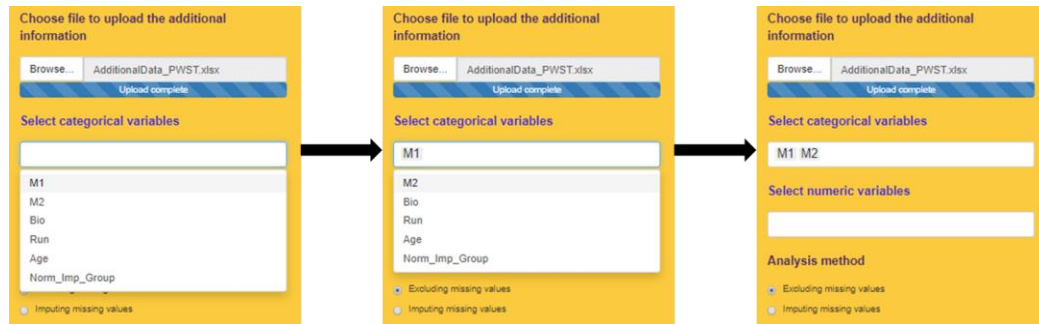 Choose file to upload the additional
information
Browse... AdditionalData_PWST.xlsx
Upload complete
Select categorical variables
M1
M2
Bio
Run
Age
Norm_Imp_Group
Imputing missing values
Choose file to upload the additional
information
Browse... AdditionalData_PWST.xlsx
Upload complete
Select categorical variables
M1
M2
Bio
Run
Age
Norm_Imp_Group
Excluding missing values
Imputing missing values
Choose file to upload the additional
information
Browse... AdditionalData_PWST.xlsx
Upload complete
Select categorical variables
M1 M2
Select numeric variables
Analysis method
Excluding missing values
Imputing missing values